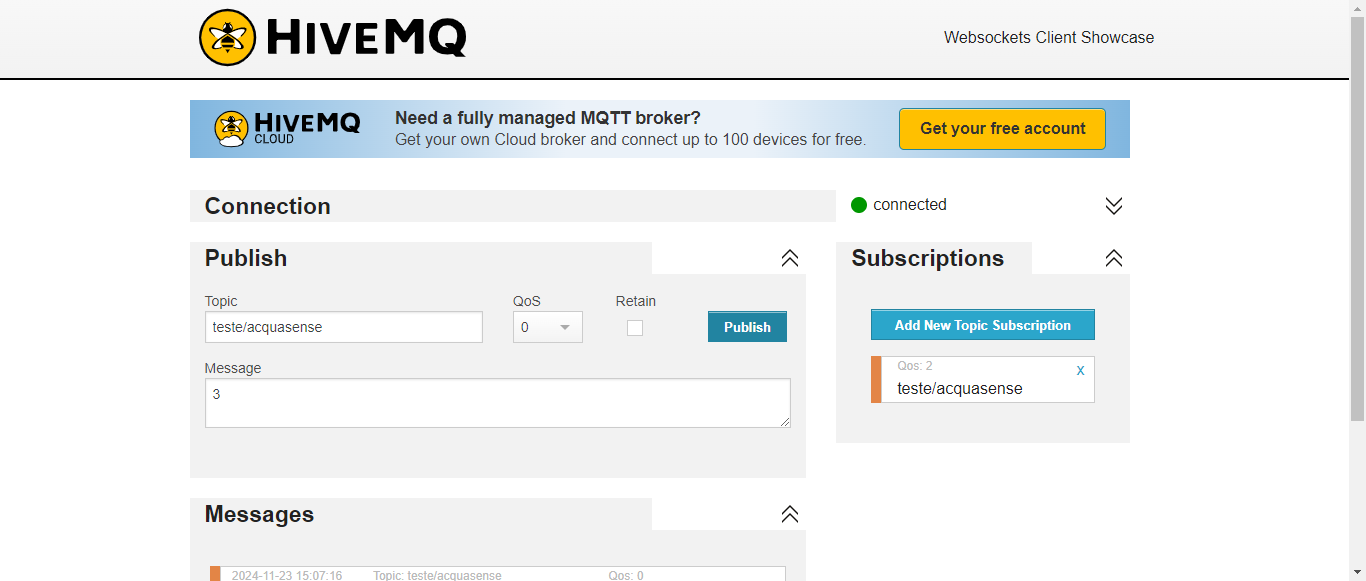 HIVEMQ
Websockets Client Showcase
HIVEMQ
CLOUD
Need a fully managed MQTT broker?
Get your own Cloud broker and connect up to 100 devices for free.
Get your free account
Connection
connected
Publish
Subscriptions
Topic
QoS
Retain
teste/acquasense
0
Publish
Add New Topic Subscription
Message
3
Qos: 2
x
teste/acquasense
Messages
2024-11-23 15:07:16 Topic: teste/acquasense Qos: 0